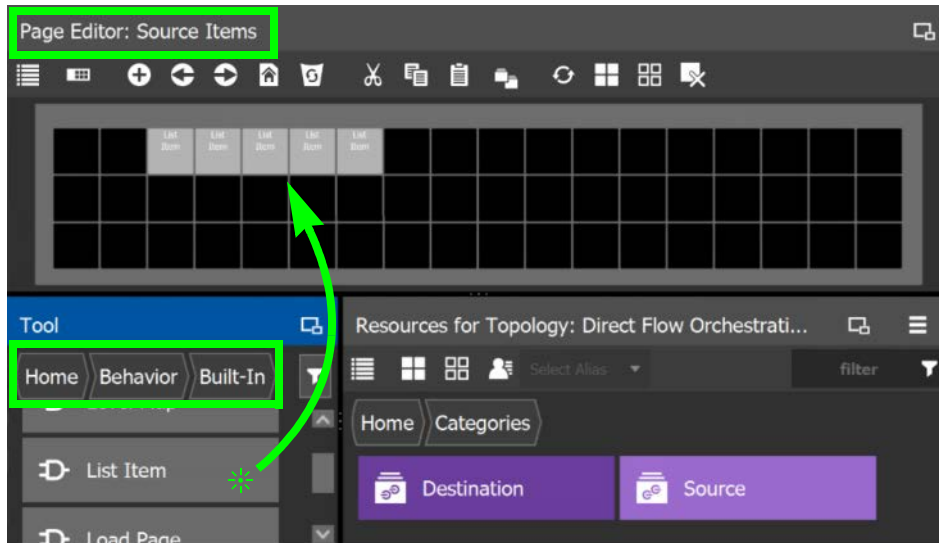 Page Editor: Source Items
List List List List List
Item Item Item Item Item
Tool
Resources for Topology: Direct Flow Orchestrati...
Home Behavior Built-In
Select Alias
filter
Home Categories
List Item
Destination
Source
Load Page